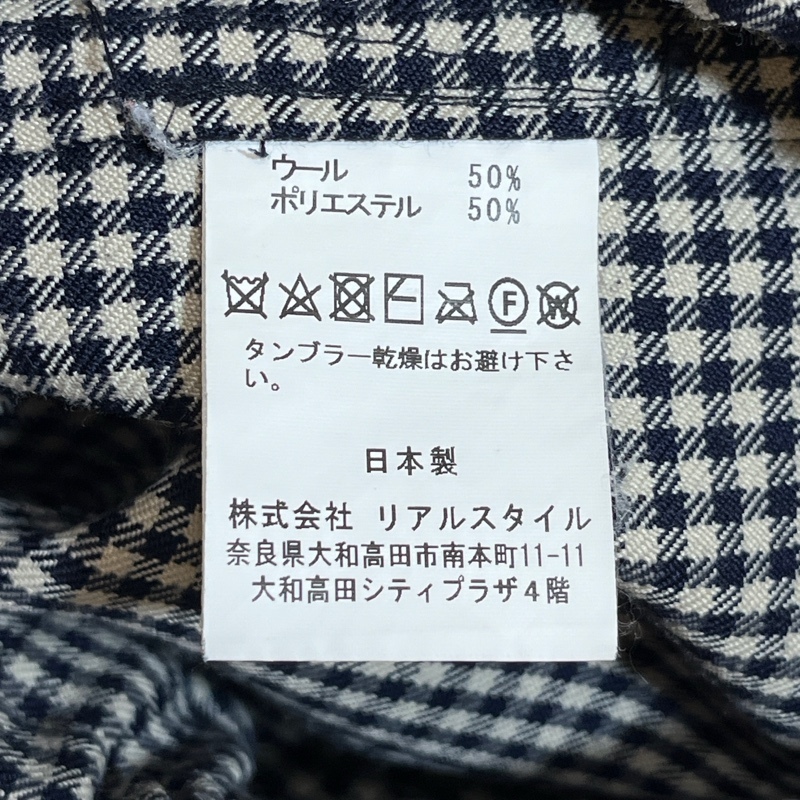 ウール 50%
ポリエステル 50%
F W
タンブラー乾燥はお避け下さ
い。
日本製
株式会社 リアルスタイル
奈良県大和高田市南本町11-11
大和高田シティプラザ4階